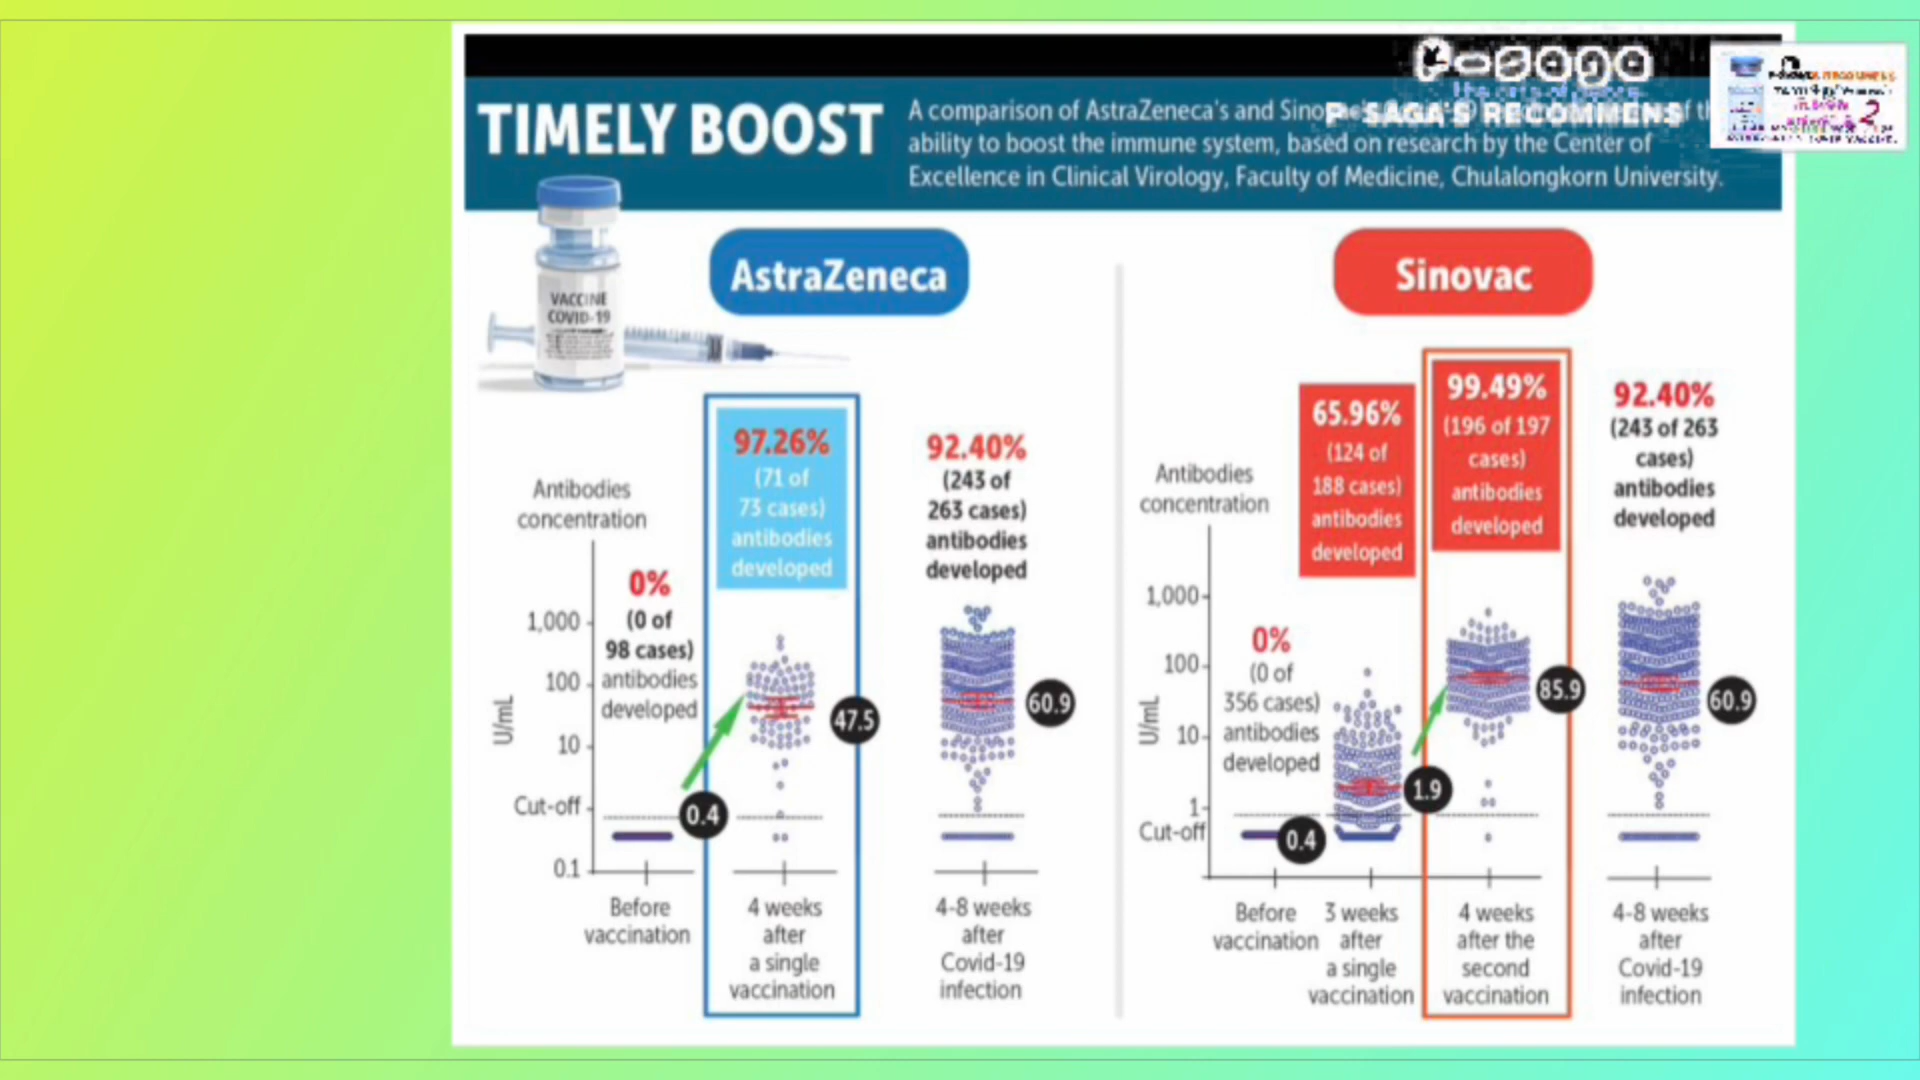 TIMELY BOOST
A comparison of AstraZeneca's and
ability to boost the immune system, based on research by the Center of
Excellence in Clinical Virology, Faculty of Medicine, Chulalongkorn University.
P-SAGA'S RECOMMENS
VACCINE
COVID-19
AstraZeneca
Antibodies
concentration
U/mL
1,000
100
10
Cut-off
0.1
0%
(0 of
98 cases)
antibodies
developed
0.4
97.26%
(71 of
73 cases)
antibodies
developed
47.5
92.40%
(243 of
263 cases)
antibodies
developed
60.9
Before
vaccination
4 weeks
after
a single
vaccination
4-8 weeks
after
Covid-19
infection
Sinovac
Antibodies
concentration
U/mL
1,000
100
10
1
Cut-off
0%
(0 of
356 cases)
antibodies
developed
0.4
65.96%
(124 of
188 cases)
antibodies
developed
1.9
99.49%
(196 of 197
cases)
antibodies
developed
85.9
92.40%
(243 of 263
cases)
antibodies
developed
60.9
Before
vaccination
3 weeks
after
a single
vaccination
4 weeks
after the
second
vaccination
4-8 weeks
after
Covid-19
infection